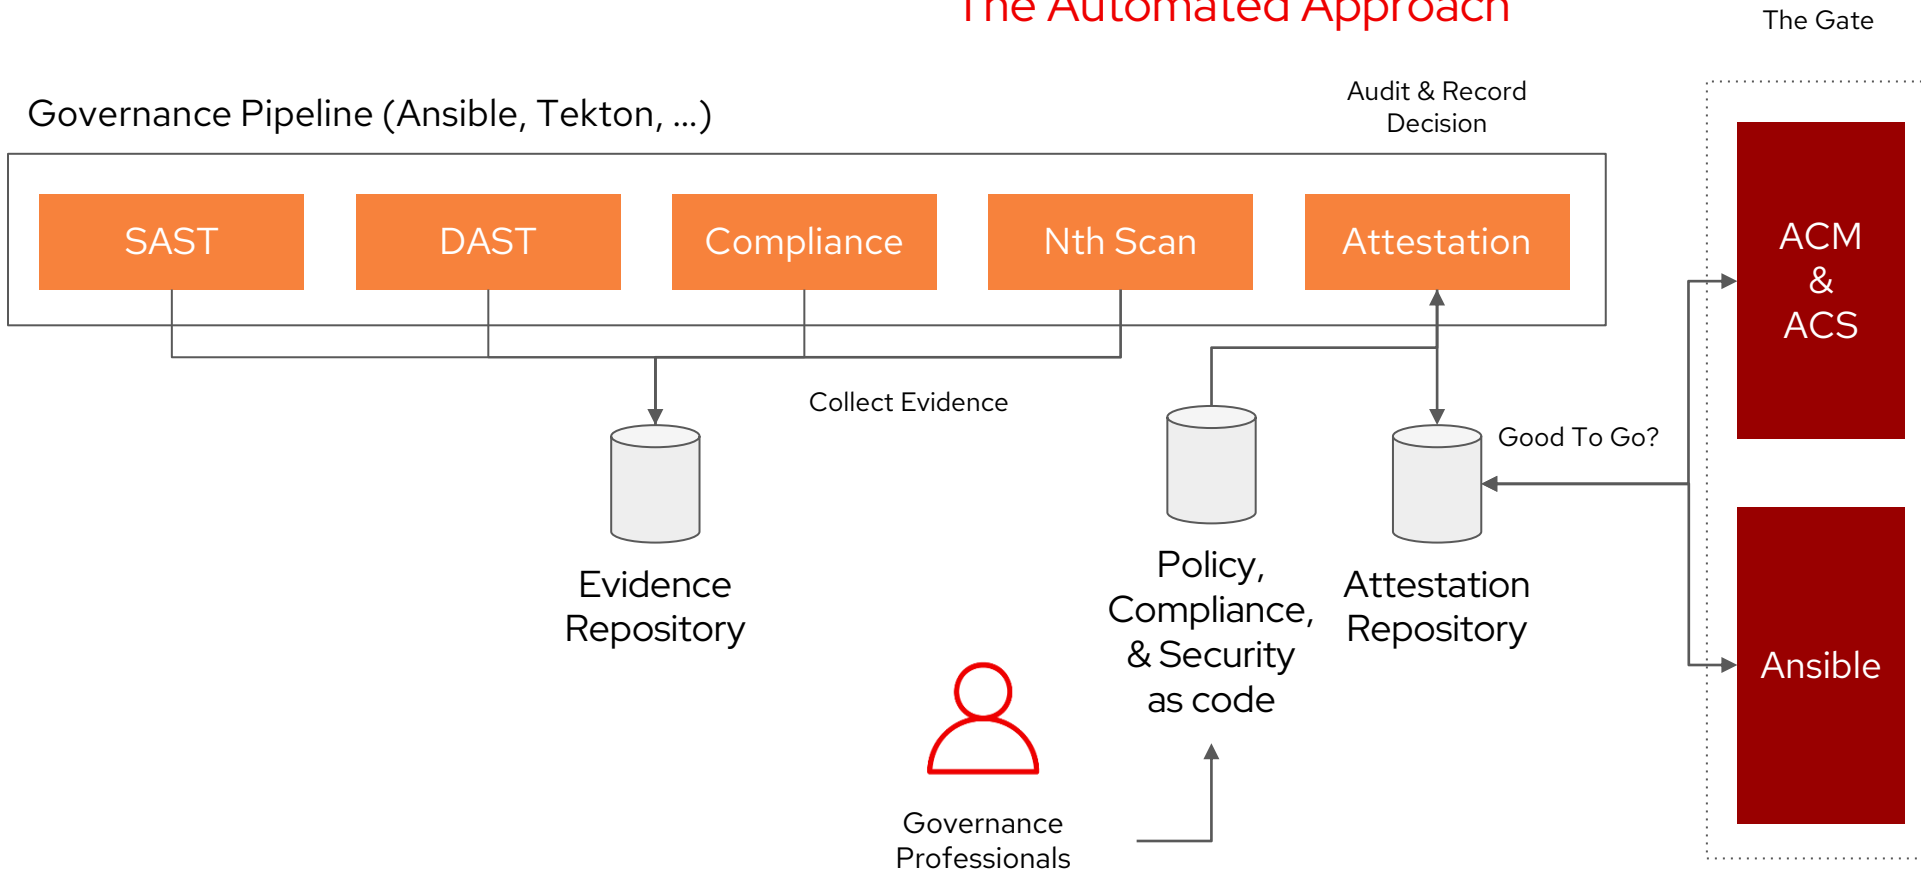 The Automated Approach
The Gate
Audit & Record
Decision
Governance Pipeline (Ansible, Tekton, ...)
SAST
DAST
Compliance
Nth Scan
Attestation
ACM
&
ACS
Collect Evidence
Good To Go?
Evidence
Repository
Policy,
Compliance,
& Security
as code
Attestation
Repository
Ansible
Governance
Professionals